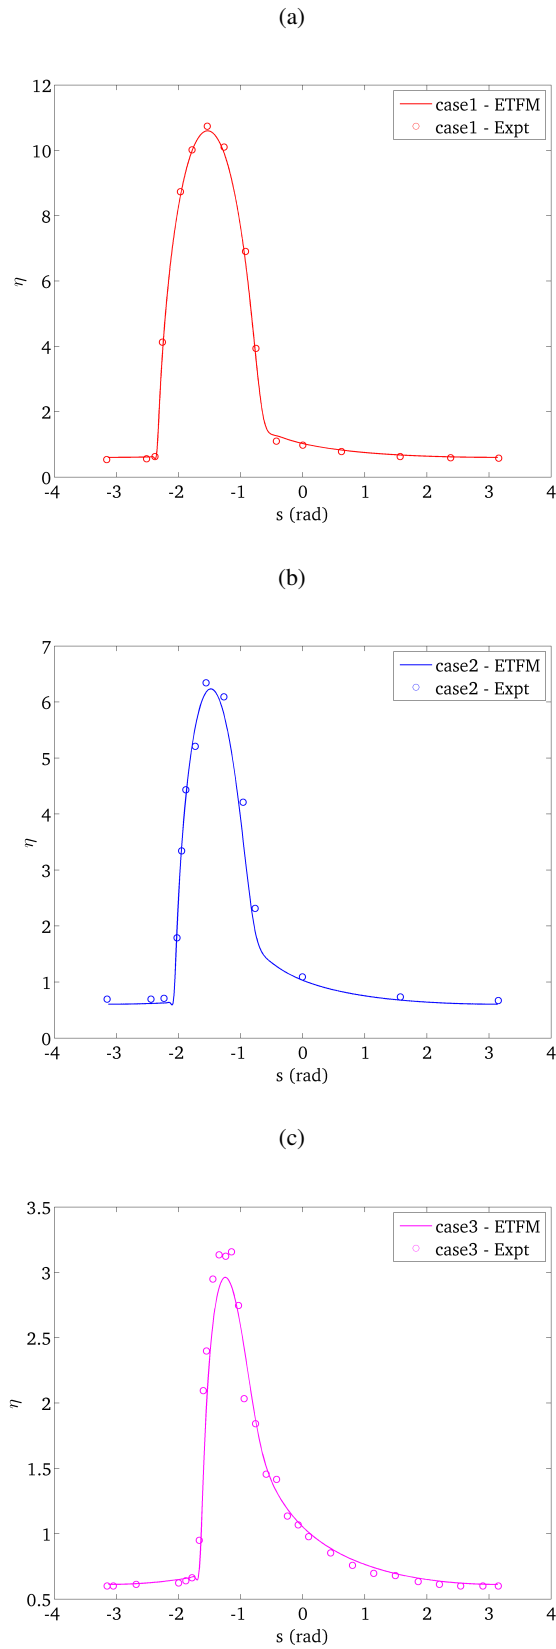 (a)
12
10
8
6
4
2
0
η
-4 -3 -2 -1 0 1 2 3 4
s (rad)
case1 - ETFM
case1 - Expt
(b)
7
6
5
4
3
2
1
0
η
-4 -3 -2 -1 0 1 2 3 4
s (rad)
case2 - ETFM
case2 - Expt
(c)
3.5
3
2.5
2
1.5
1
0.5
η
-4 -3 -2 -1 0 1 2 3 4
s (rad)
case3 - ETFM
case3 - Expt